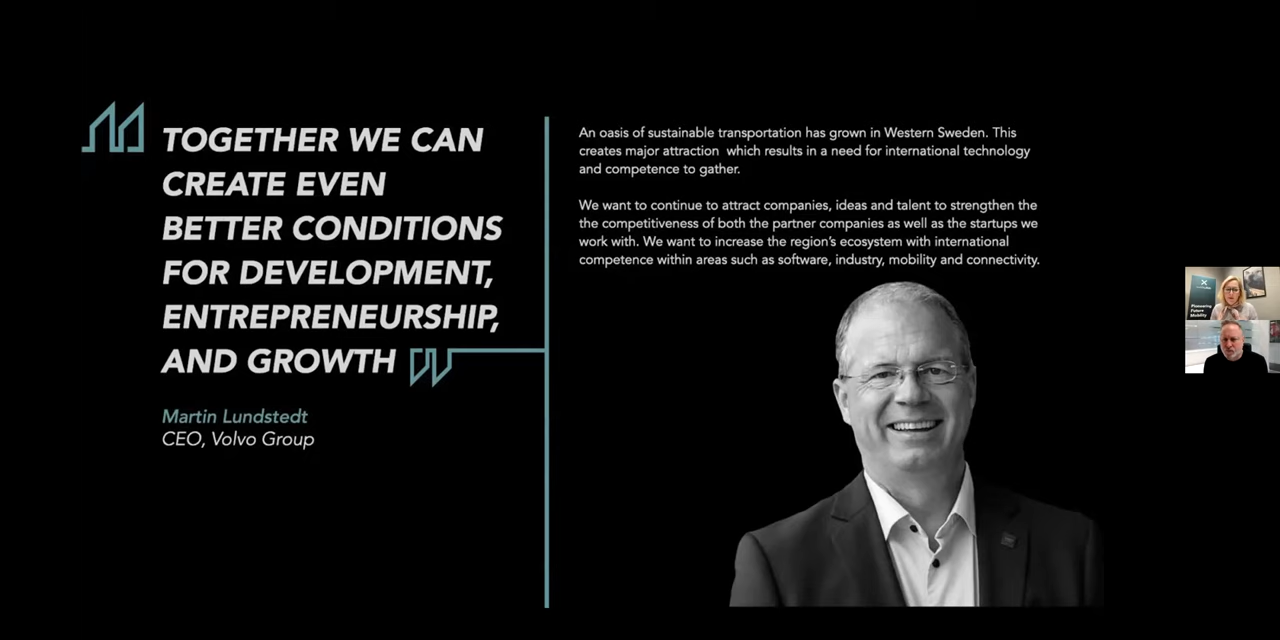 TOGETHER WE CAN
CREATE EVEN
BETTER CONDITIONS
FOR DEVELOPMENT,
ENTREPRENEURSHIP,
AND GROWTH
Martin Lundstedt
CEO, Volvo Group
An oasis of sustainable transportation has grown in Western Sweden. This
creates major attraction which results in a need for international technology
and competence to gather.
We want to continue to attract companies, ideas and talent to strengthen the
the competitiveness of both the partner companies as well as the startups we
work with. We want to increase the region's ecosystem with international
competence within areas such as software, industry, mobility and connectivity.
Pioneering
Future
Mobility